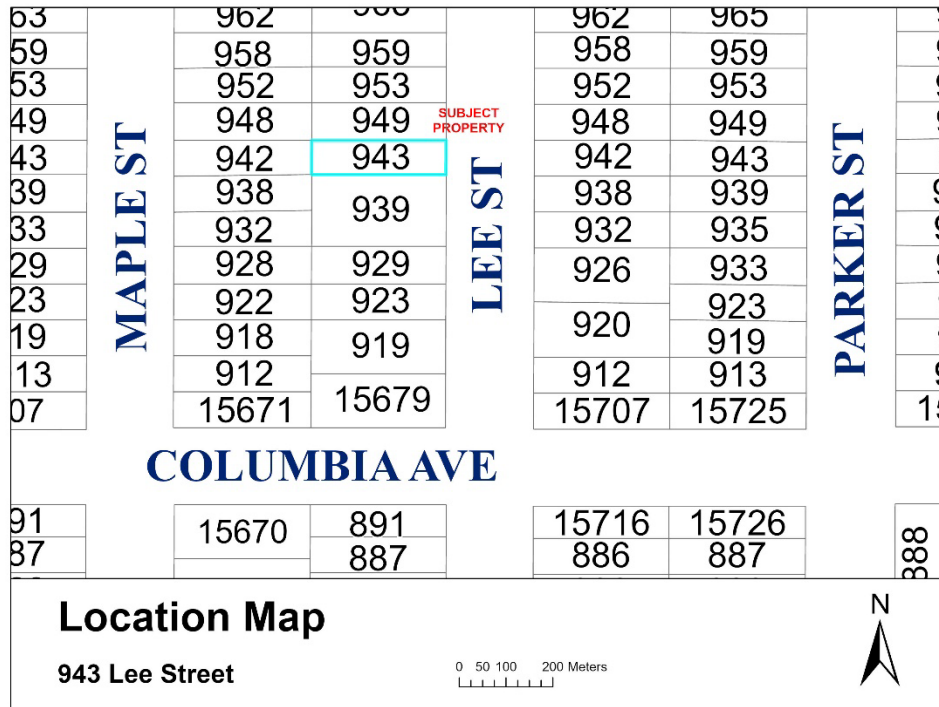 63 962 965
958 959 958 959
59
952 953 952 953
53
948 949 948 949
49
SUBJECT
PROPERTY
942 943 942 943
43
938 939 938 939
39
932 932 935
33
928 929 926 933
29
922 923 920 923
23
918 919 919
19
912 912 913
13
15671 15679 15707 15725
07
MAPLE ST
LEE ST
PARKER ST
COLUMBIA AVE
91 15670 891 15716 15726
87 887 886 887 888
Location Map
943 Lee Street
0 50 100 200 Meters
N